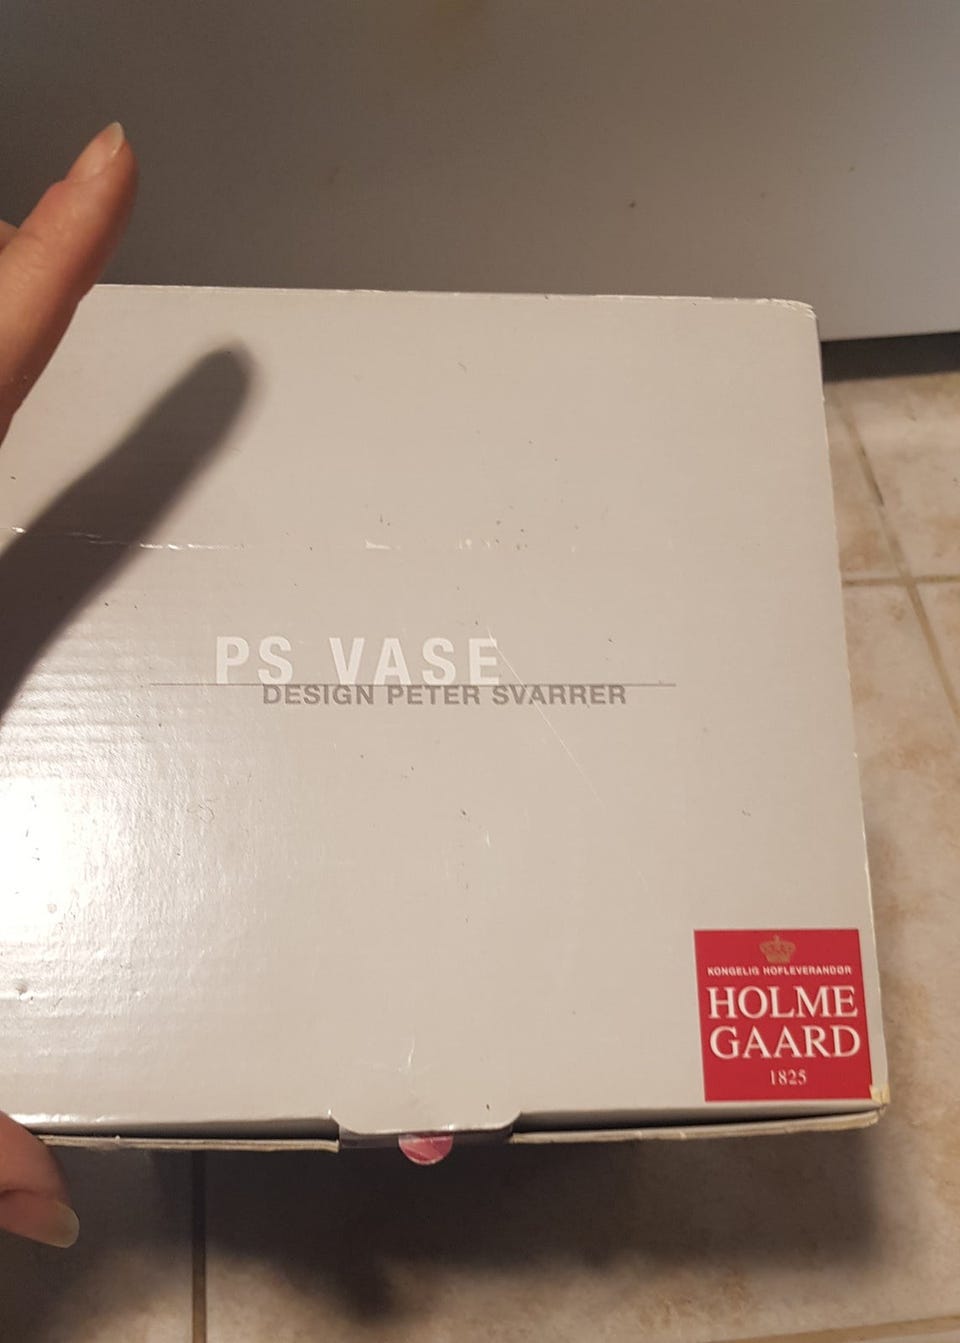 PS VASE
DESIGN PETER SVARRER
KONGELIG HOFLEVERANDØR
HOLME
GAARD
1825